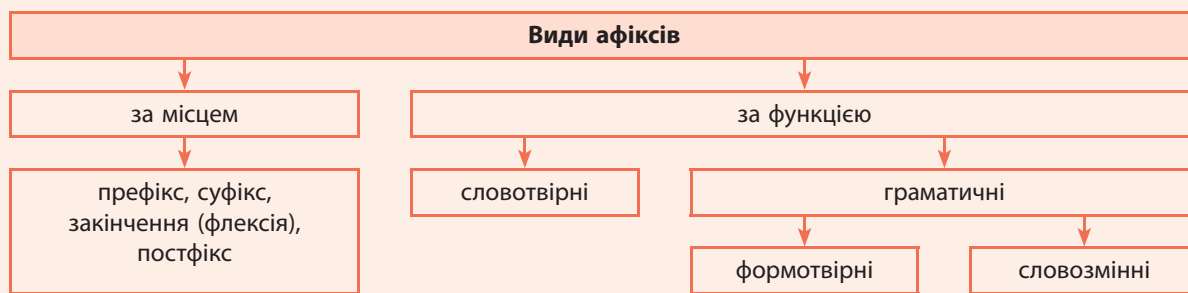 Види афіксів
за місцем
за функцією
префікс, суфікс,
закінчення (флексія),
постфікс
словотвірні
граматичні
формотвірні
словозмінні